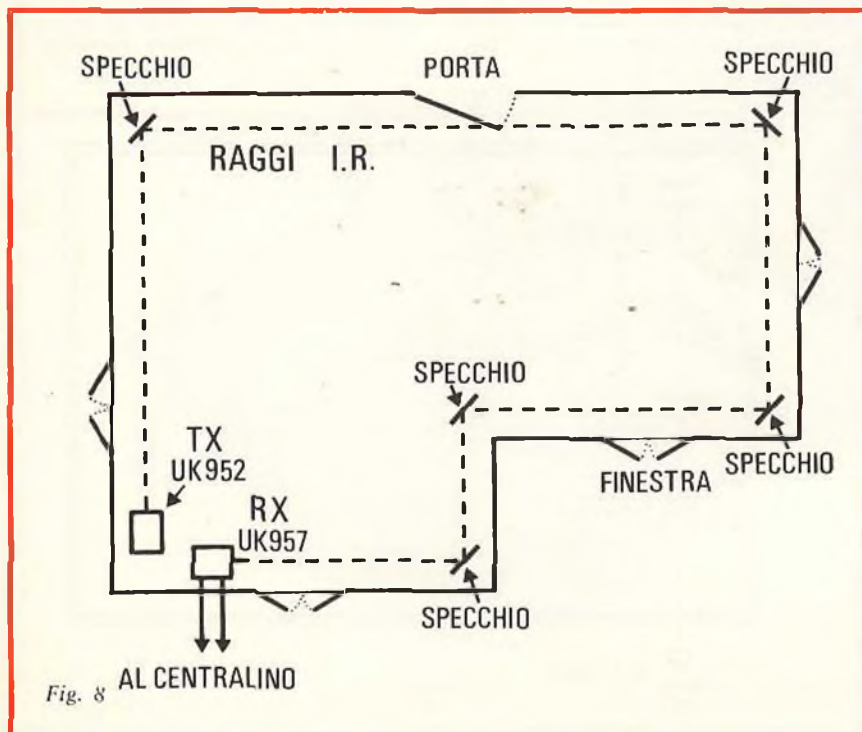 SPECCHIO
PORTA
SPECCHIO
RAGGI I.R.
SPECCHIO
TX
UK952
RX
UK957
FINESTRA
SPECCHIO
SPECCHIO
AL CENTRALINO
Fig. 8